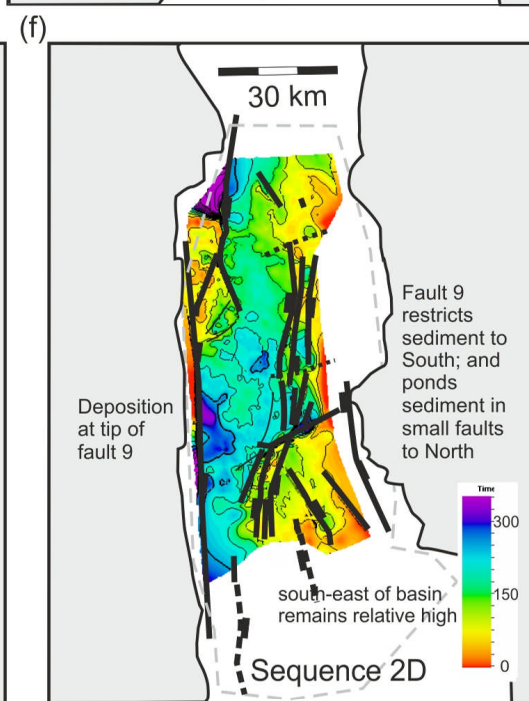 (f)
30 km
Fault 9
restricts
sediment to
South; and
ponds
sediment in
small faults
to North
Deposition
at tip of
fault 9
Time
300
150
0
south-east of basin
remains relative high
Sequence 2D